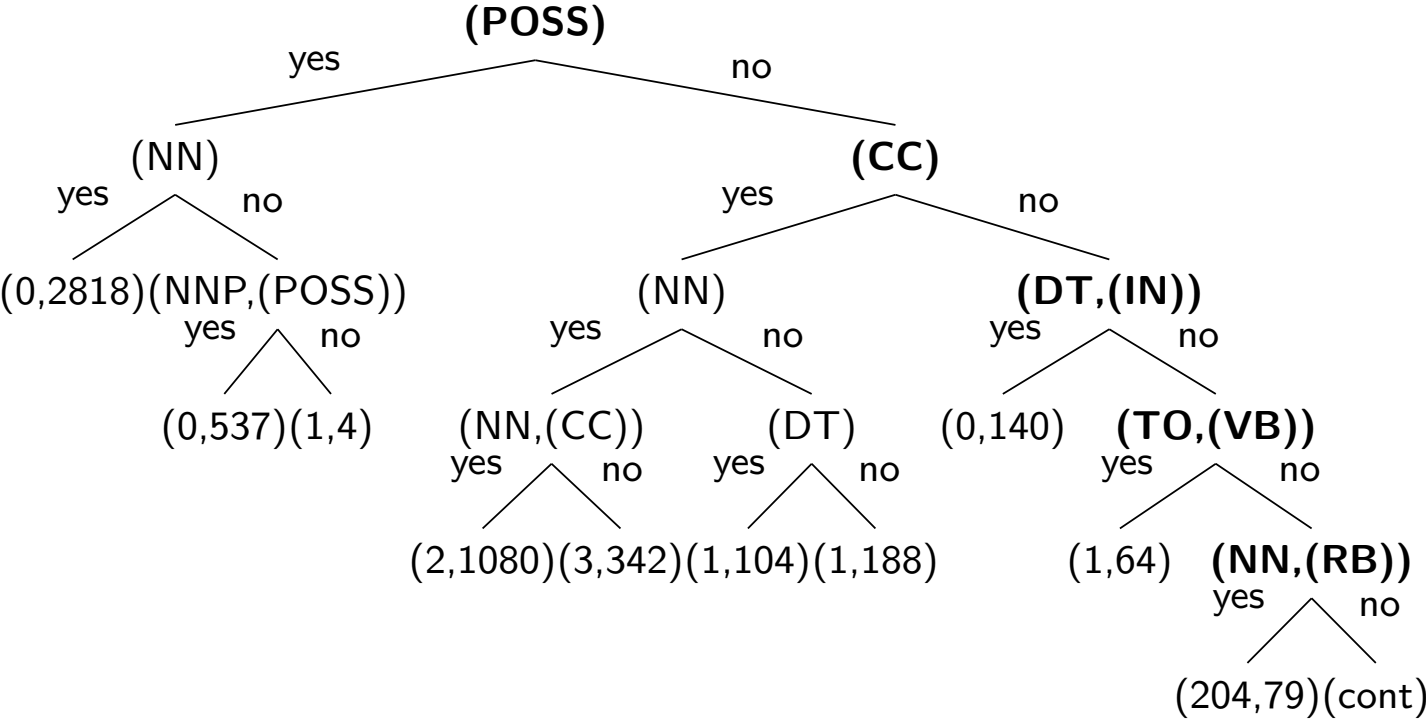 (POSS)
yes no
(NN) (CC)
yes no yes no
(0,2818)(NNP,(POSS)) (NN) (DT,(IN))
yes no yes no yes no
(0,537)(1,4) (NN,(CC)) (DT) (0,140) (TO,(VB))
yes no yes no yes no
(2,1080)(3,342)(1,104)(1,188) (1,64) (NN,(RB))
yes no
(204,79)(cont)